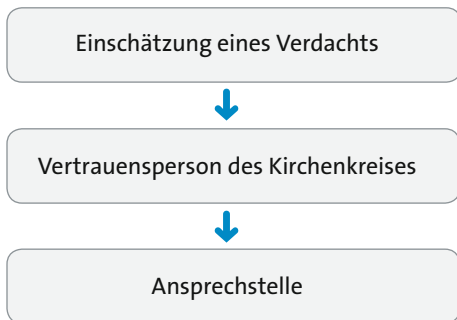 Einschätzung eines Verdachts
Vertrauensperson des Kirchenkreises
Ansprechstelle